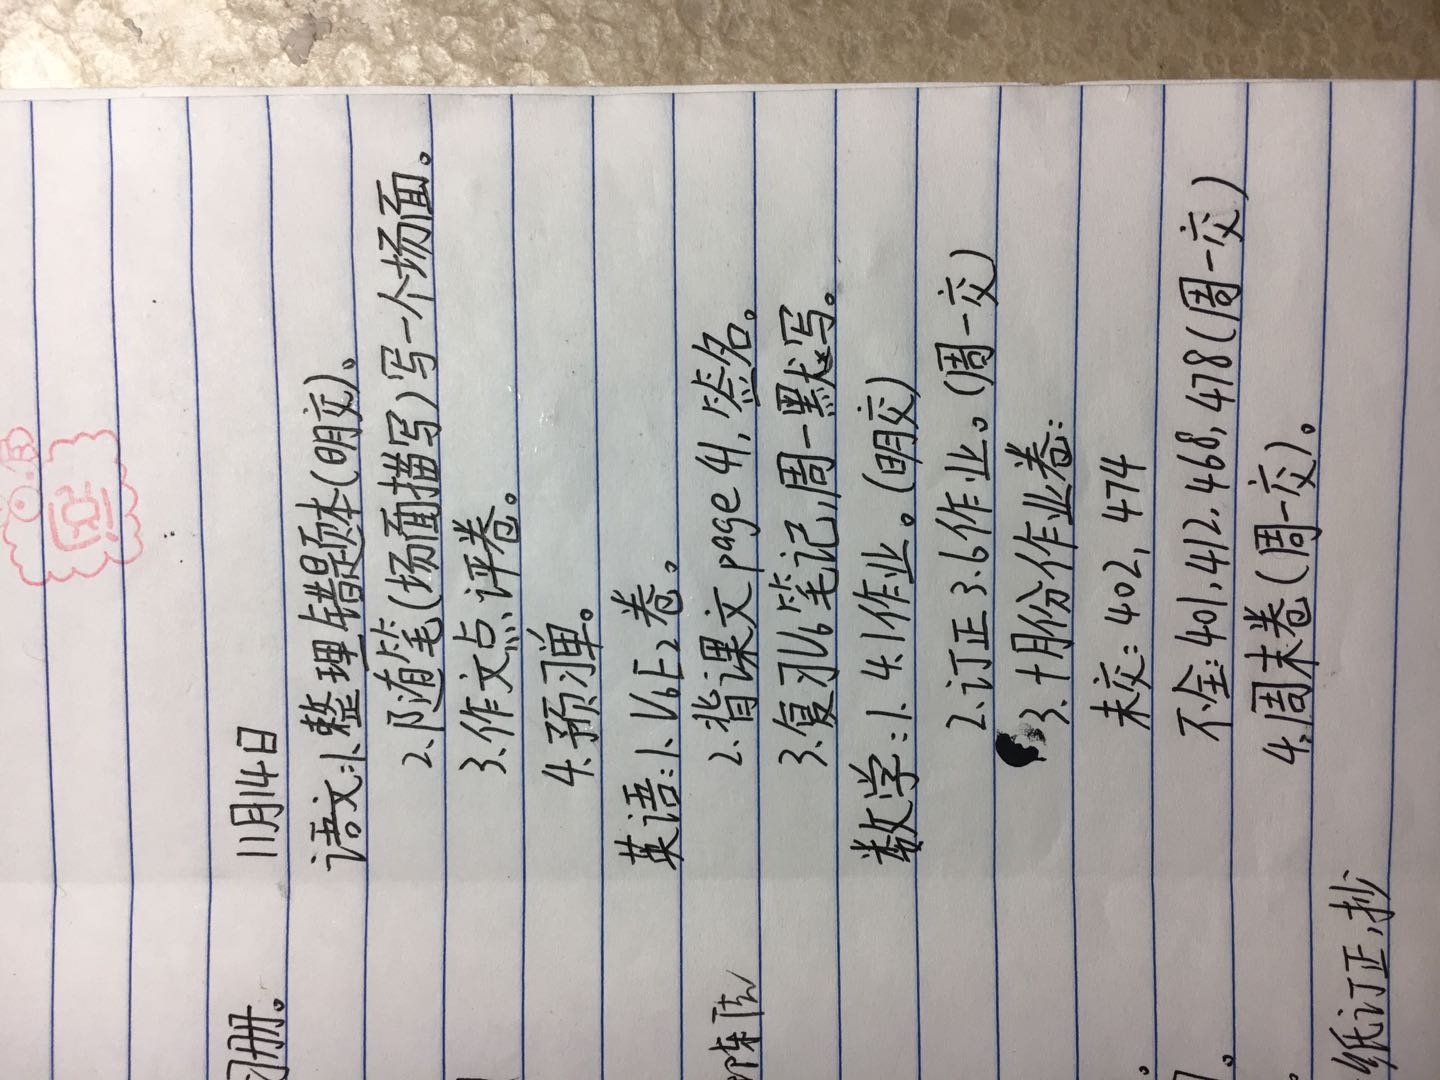 习册。
11月14日
语文:1、整理错题本(明交)。
2、随笔(场面描写)写一个场面。
3、作文点评卷。
4、预习单。
英语:1、U6E2卷。
2、背课文page 41,签名。
3、复习U6笔记,周一默写。
数学:1、4.1作业。(明交)
2、订正3.6作业。(周一交)
3、十月份作业卷:
未交:402,474
不全:401,412,468,478(周一交)
4、周末卷(周一交)。
纸订正,抄